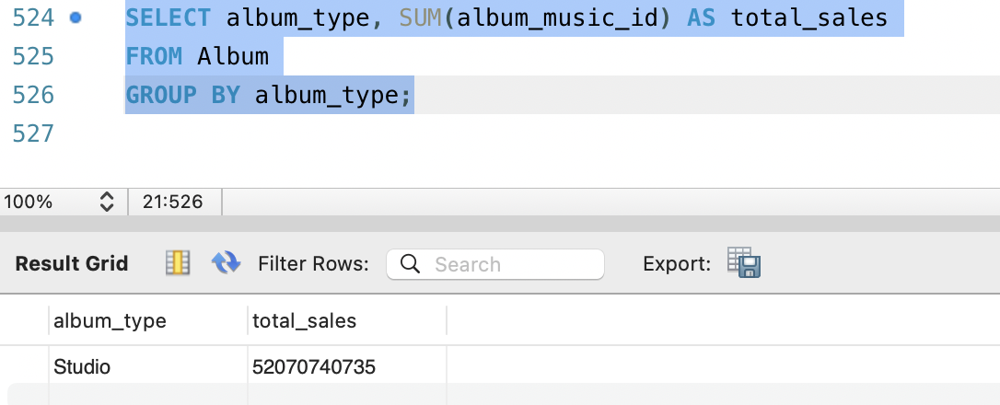 524 SELECT album_type, SUM(album_music_id) AS total_sales
525 FROM Album
526 GROUP BY album_type;
527
100% 21:526
Result Grid Filter Rows: Search Export:
album_type total_sales
Studio 52070740735